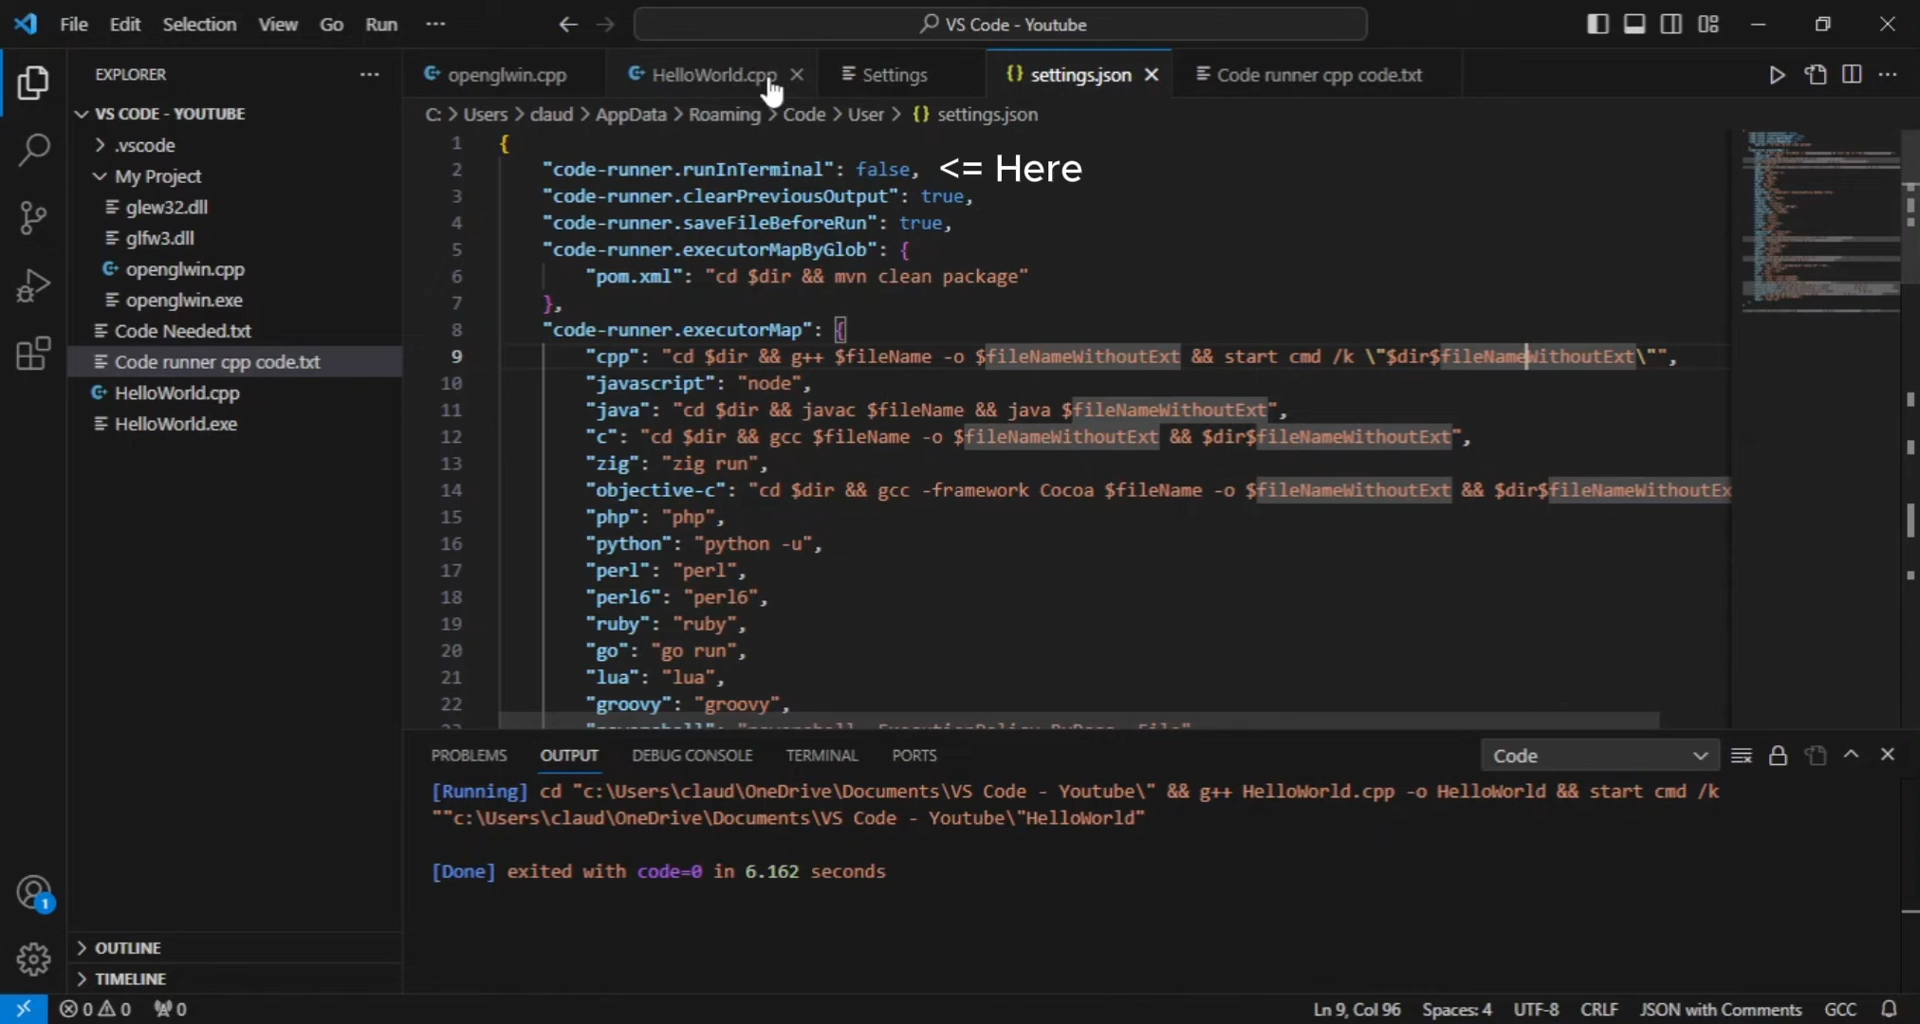 File Edit Selection View Go Run ··· VS Code - Youtube
EXPLORER ···
VS CODE - YOUTUBE
.vscode
My Project
glew32.dll
glfw3.dll
openglwin.cpp
openglwin.exe
Code Needed.txt
Code runner cpp code.txt
HelloWorld.cpp
HelloWorld.exe
OUTLINE
TIMELINE
openglwin.cpp HelloWorld.cpp Settings {} settings.json Code runner cpp code.txt
C: > Users > claud > AppData > Roaming > Code > User > {} settings.json
1 {
2 "code-runner.runInTerminal": false, <= Here
3 "code-runner.clearPreviousOutput": true,
4 "code-runner.saveFileBeforeRun": true,
5 "code-runner.executorMapByGlob": {
6 "pom.xml": "cd $dir && mvn clean package"
7 },
8 "code-runner.executorMap": {
9 "cpp": "cd $dir && g++ $fileName -o $fileNameWithoutExt && start cmd /k \"$dir$fileNameWithoutExt\"",
10 "javascript": "node",
11 "java": "cd $dir && javac $fileName && java $fileNameWithoutExt",
12 "c": "cd $dir && gcc $fileName -o $fileNameWithoutExt && $dir$fileNameWithoutExt",
13 "zig": "zig run",
14 "objective-c": "cd $dir && gcc -framework Cocoa $fileName -o $fileNameWithoutExt && $dir$fileNameWithoutEx
15 "php": "php",
16 "python": "python -u",
17 "perl": "perl",
18 "perl6": "perl6",
19 "ruby": "ruby",
20 "go": "go run",
21 "lua": "lua",
22 "groovy": "groovy",
PROBLEMS OUTPUT DEBUG CONSOLE TERMINAL PORTS Code
[Running] cd "c:\Users\claud\OneDrive\Documents\VS Code - Youtube\" && g++ HelloWorld.cpp -o HelloWorld && start cmd /k
""c:\Users\claud\OneDrive\Documents\VS Code - Youtube\"HelloWorld"
[Done] exited with code=0 in 6.162 seconds
1
0 0 0 Ln 9, Col 96 Spaces: 4 UTF-8 CRLF JSON with Comments GCC